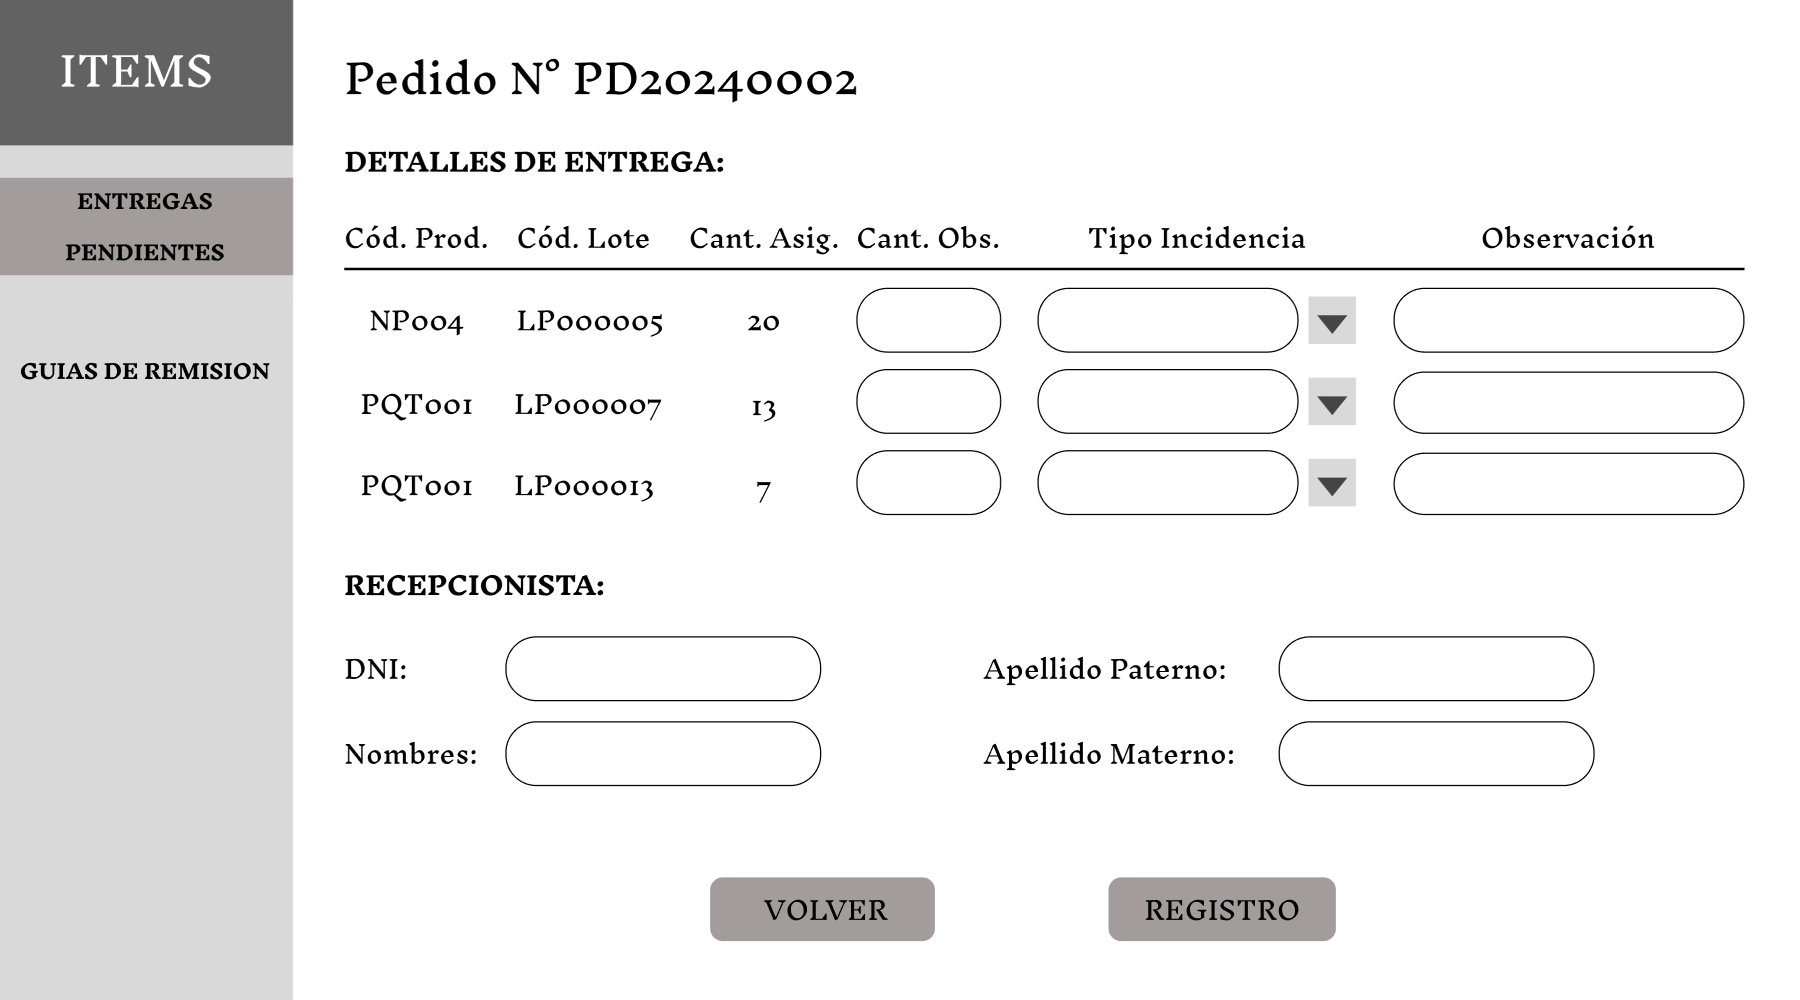 ITEMS
ENTREGAS
PENDIENTES
GUIAS DE REMISION
Pedido N° PD20240002
DETALLES DE ENTREGA:
Cód. Prod. Cód. Lote Cant. Asig. Cant. Obs. Tipo Incidencia Observación
NP004 LP000005 20
PQT001 LP000007 13
PQT001 LP000013 7
RECEPCIONISTA:
DNI: Apellido Paterno:
Nombres: Apellido Materno:
VOLVER REGISTRO